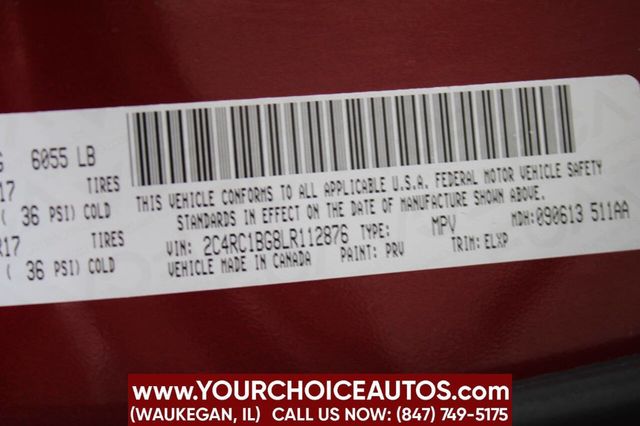 G 6055 LB
17 TIRES
( 36 PSI) COLD
R17 TIRES
( 36 PSI) COLD
THIS VEHICLE CONFORMS TO ALL APPLICABLE U.S.A. FEDERAL MOTOR VEHICLE SAFETY
STANDARDS IN EFFECT ON THE DATE OF MANUFACTURE SHOWN ABOVE.
VIN: 2C4RC1BG8LR112876 TYPE: MPV MDH: 090613 511AA
VEHICLE MADE IN CANADA PAINT: PRV TRIM: ELXP
WWW.YOURCHOICEAUTOS.COM
(WAUKEGAN, IL) CALL US NOW: (847) 749-5175